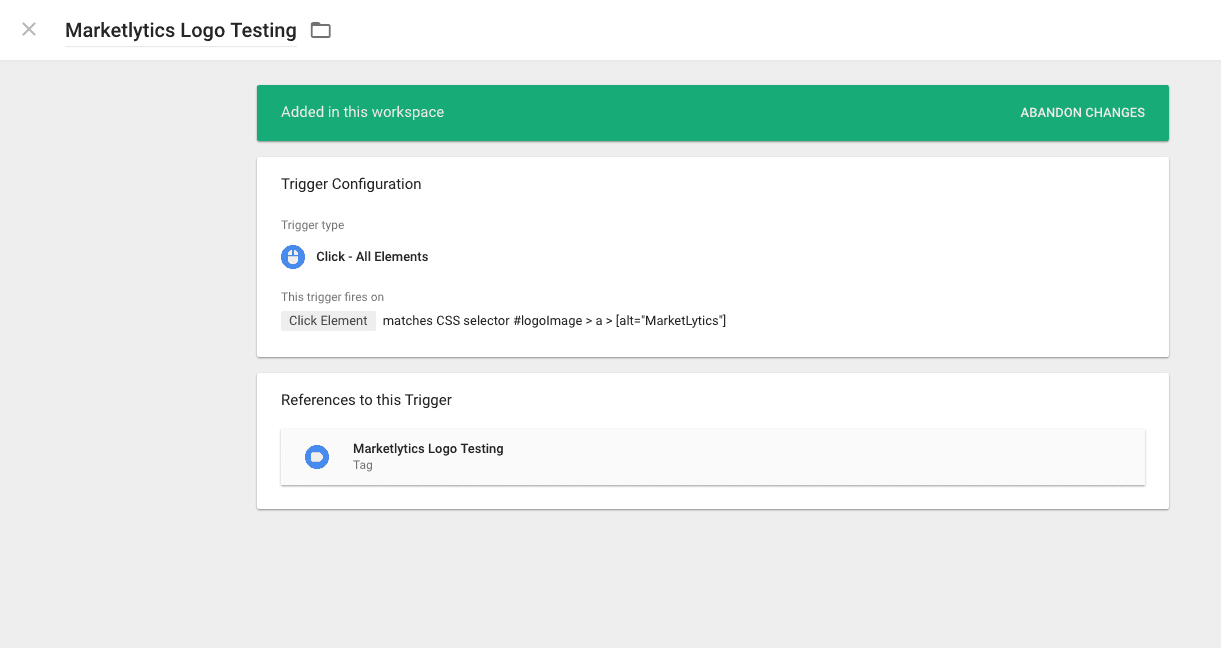 Marketlytics Logo Testing
Added in this workspace ABANDON CHANGES
Trigger Configuration
Trigger type
Click - All Elements
This trigger fires on
Click Element matches CSS selector #logoImage > a > [alt="MarketLytics"]
References to this Trigger
Marketlytics Logo Testing
Tag